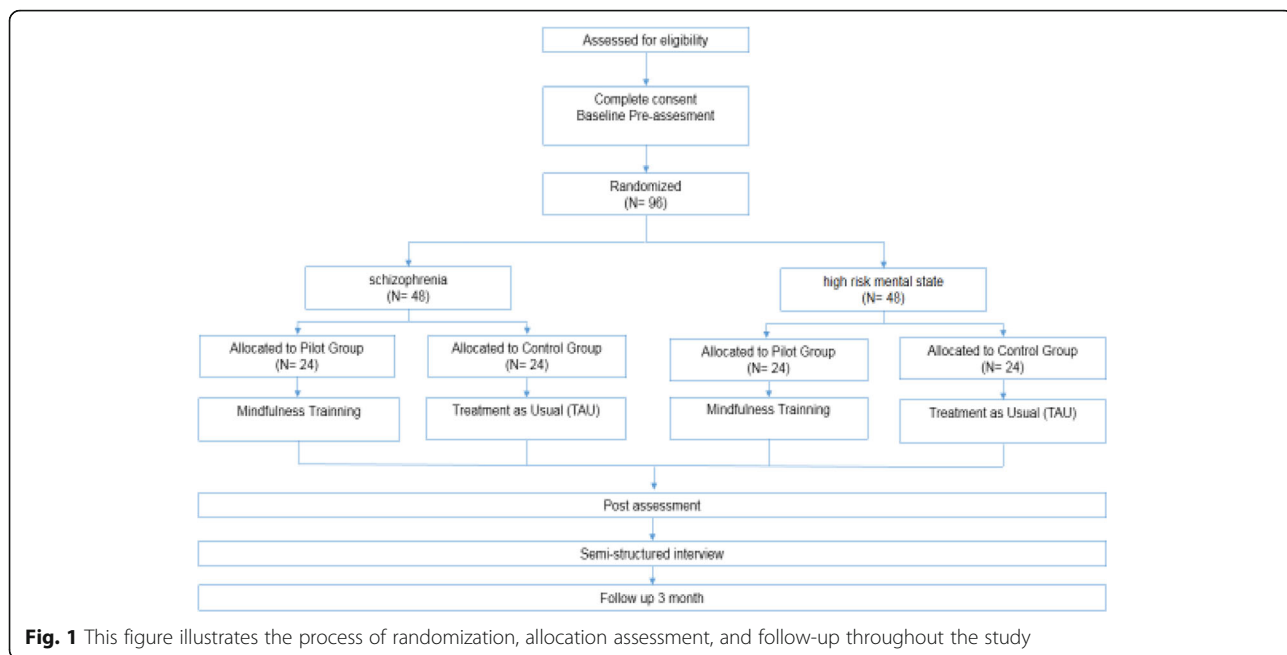 Assessed for eligibility
Complete consent
Baseline Pre-assesment
Randomized
(N= 96)
schizophrenia
(N= 48)
high risk mental state
(N= 48)
Allocated to Pilot Group
(N= 24)
Allocated to Control Group
(N= 24)
Allocated to Pilot Group
(N= 24)
Allocated to Control Group
(N= 24)
Mindfulness Trainning
Treatment as Usual (TAU)
Mindfulness Trainning
Treatment as Usual (TAU)
Post assessment
Semi-structured interview
Follow up 3 month
Fig. 1 This figure illustrates the process of randomization, allocation assessment, and follow-up throughout the study